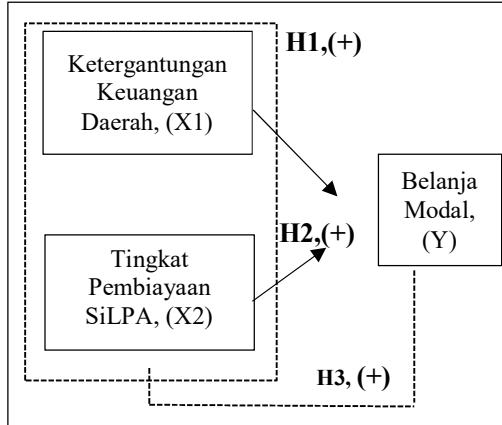 H1,(+)
Ketergantungan
Keuangan
Daerah, (X1)
Belanja
Modal,
(Y)
H2,(+)
Tingkat
Pembiayaan
SiLPA, (X2)
H3, (+)